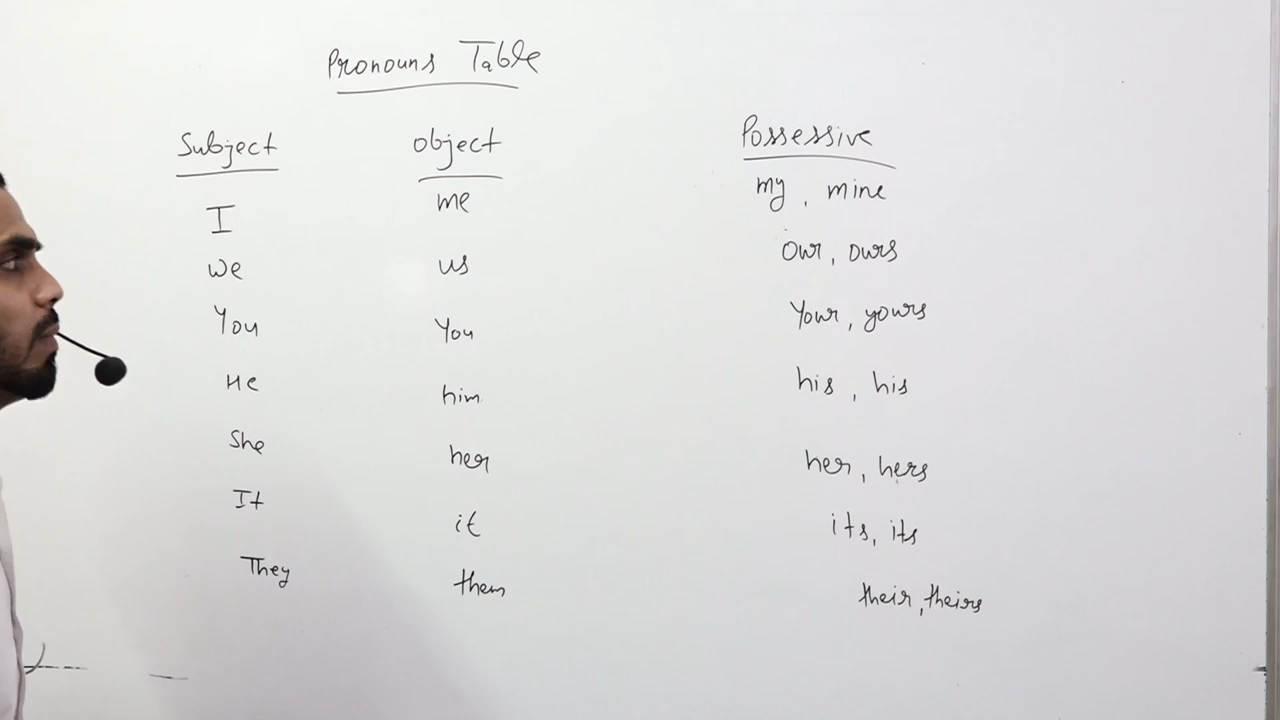 Pronouns Table
Subject object Possessive
I me my, mine
we us Our, ours
You You Your, yours
He him his, his
She her her, hers
It it its, its
They them their, theirs